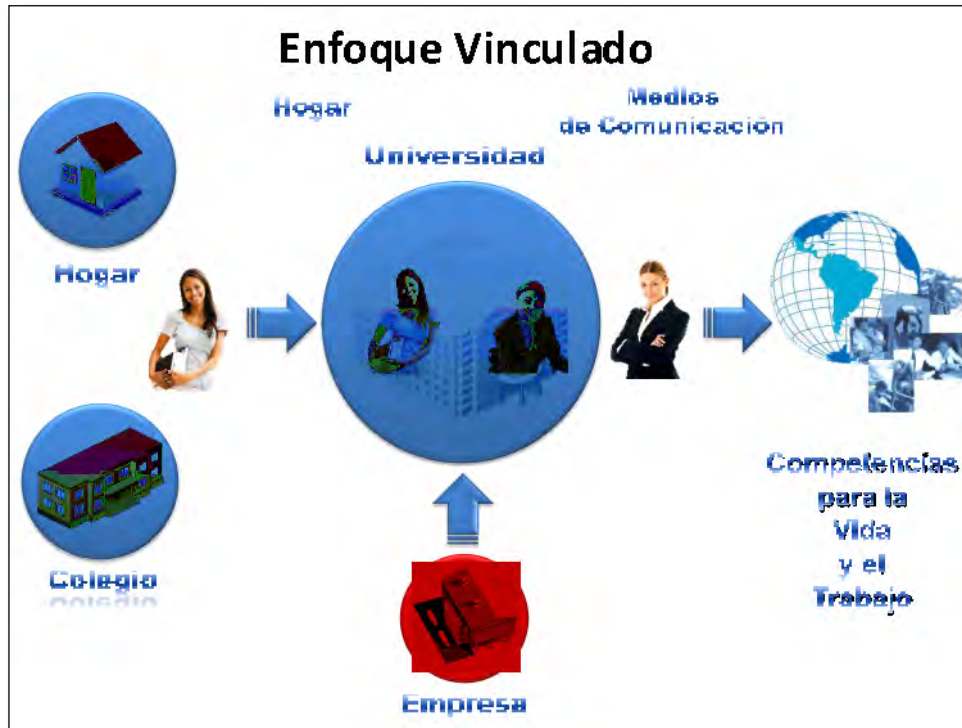 Enfoque Vinculado
Hogar
Medios
de Comunicación
Universidad
Hogar
Colegio
Empresa
Competencias
para la
Vida
y el
Trabajo